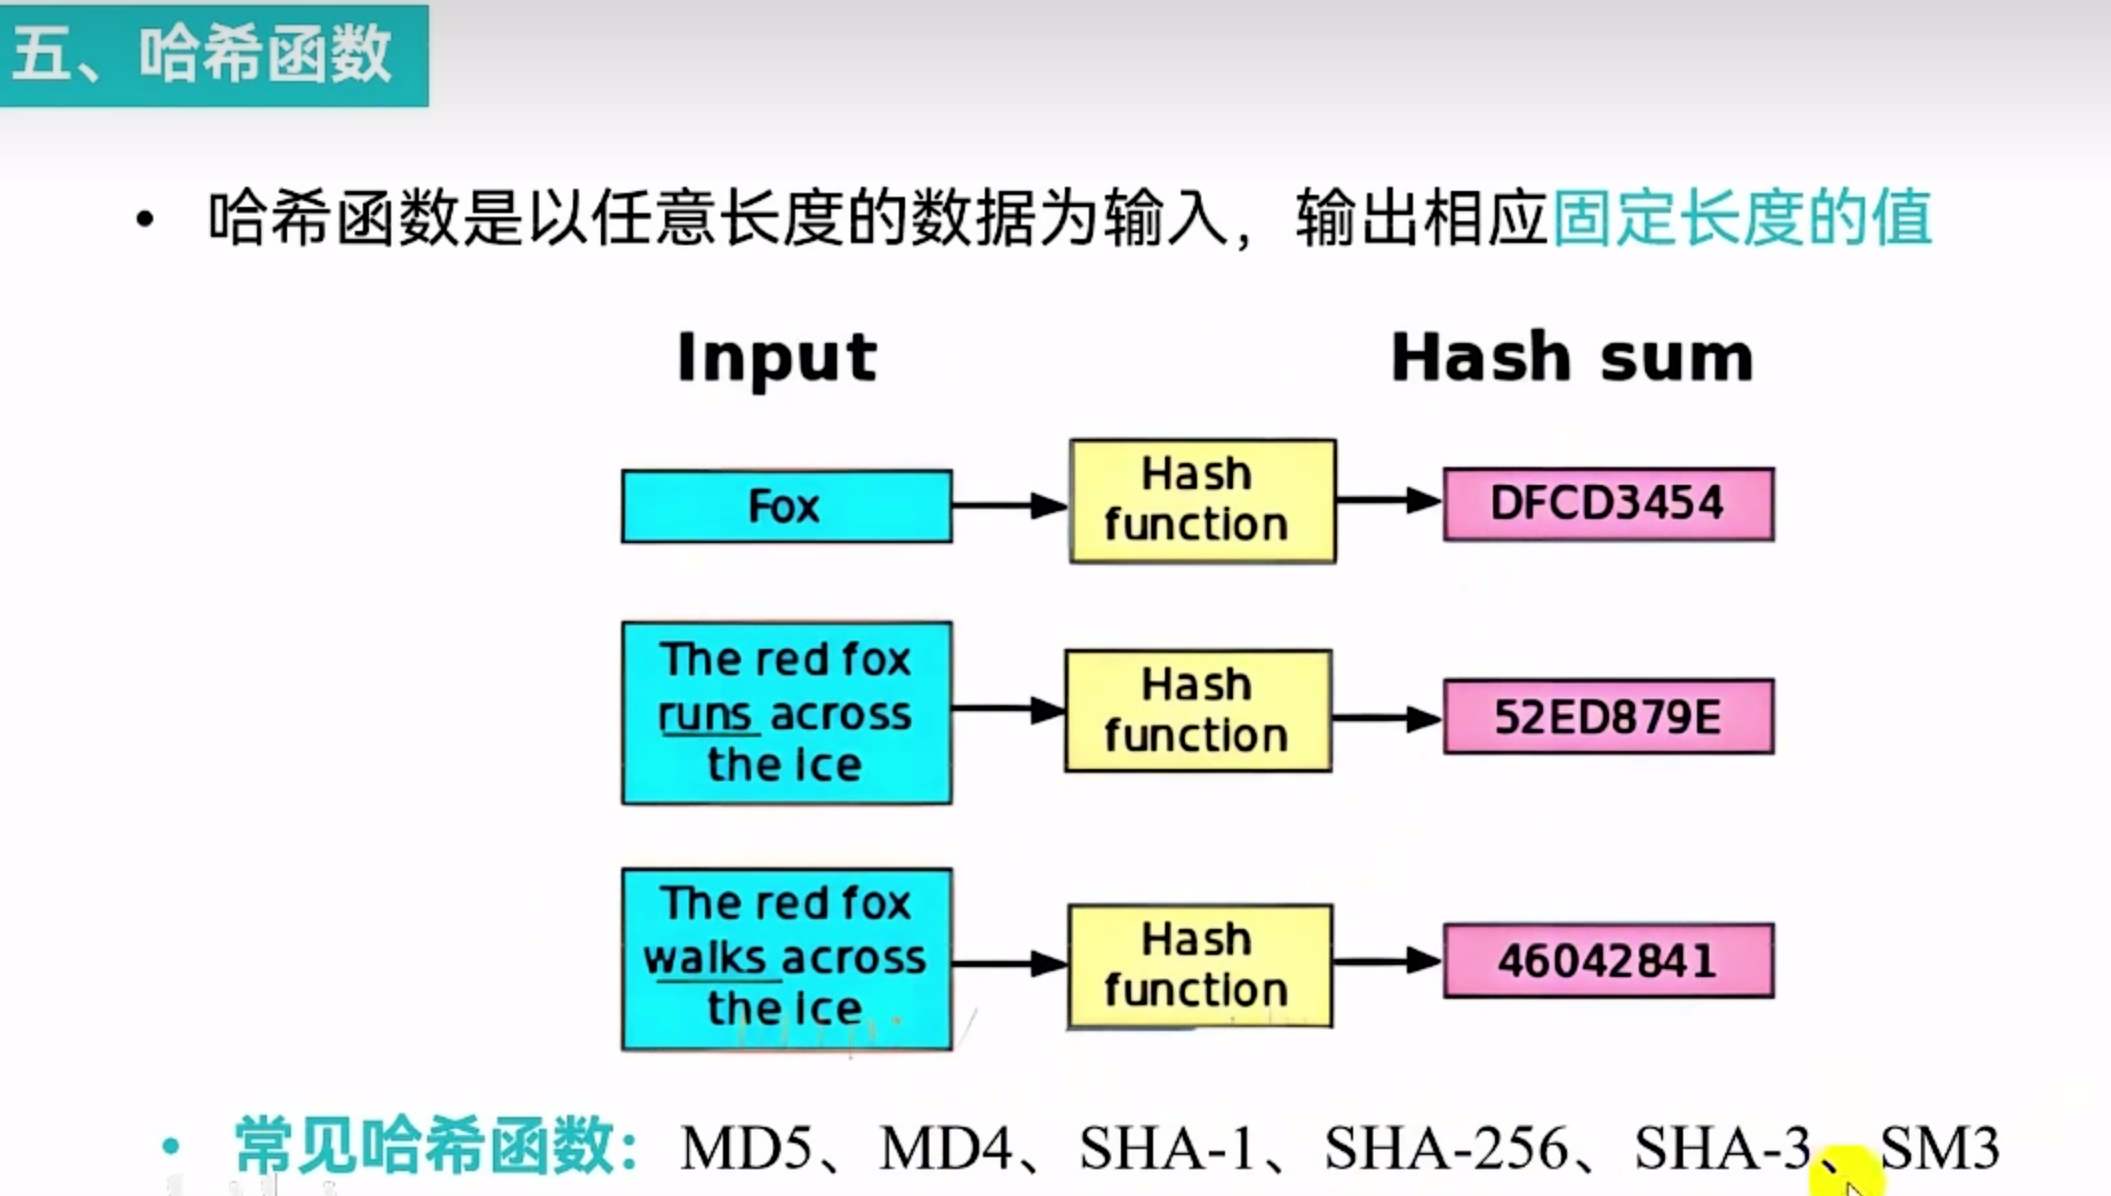 五、哈希函数
• 哈希函数是以任意长度的数据为输入，输出相应固定长度的值
Input
Hash sum
Fox
Hash
function
DFCD3454
The red fox
runs across
the ice
Hash
function
52ED879E
The red fox
walks across
the ice
Hash
function
46042841
• 常见哈希函数：MD5、MD4、SHA-1、SHA-256、SHA-3、SM3